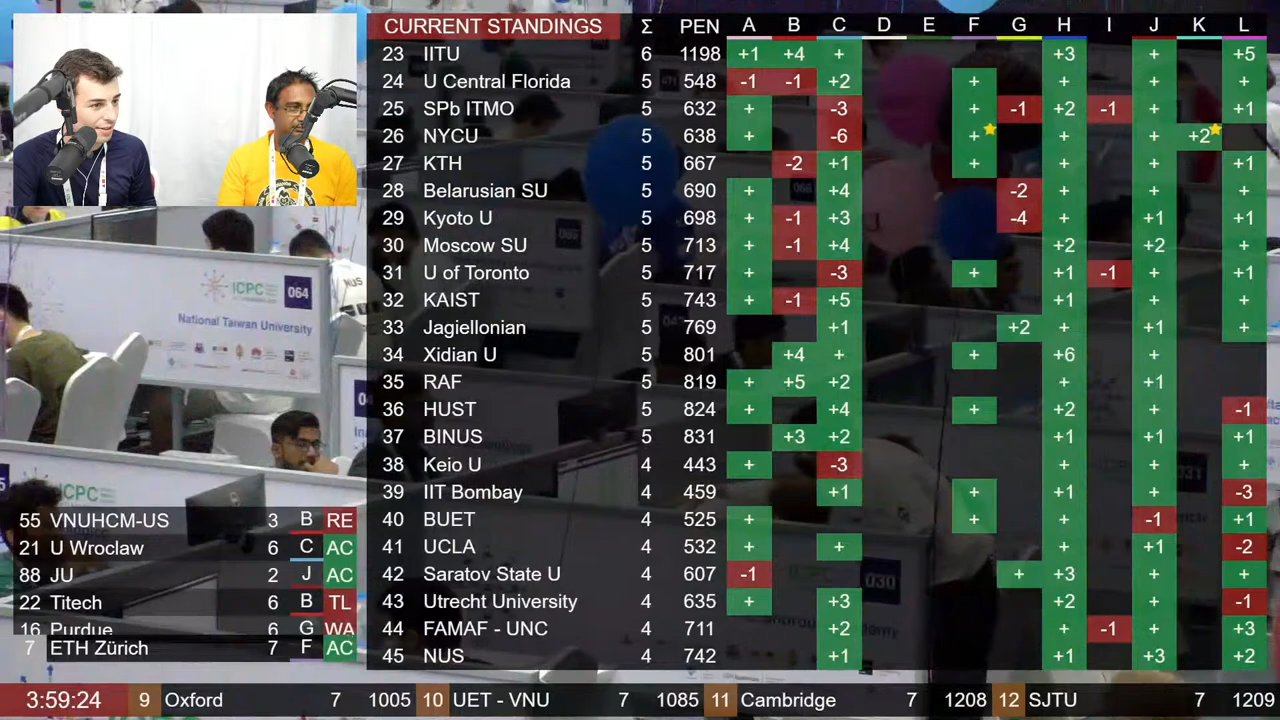 CURRENT STANDINGS Σ PEN A B C D E F G H I J K L
23 IITU 6 1198 +1 +4 + +3 + +5
24 U Central Florida 5 548 -1 -1 +2 + + + +
25 SPb ITMO 5 632 + -3 + -1 +2 -1 + +1
26 NYCU 5 638 + -6 + + + +2
27 KTH 5 667 -2 +1 + + + +1
28 Belarusian SU 5 690 + +4 -2 + + +
29 Kyoto U 5 698 + -1 +3 -4 + +1 +1
30 Moscow SU 5 713 + -1 +4 +2 +2 +
31 U of Toronto 5 717 + -3 + +1 -1 + +1
32 KAIST 5 743 + -1 +5 +1 + +
33 Jagiellonian 5 769 +1 +2 + +1 +
34 Xidian U 5 801 +4 + + +6 +
35 RAF 5 819 + +5 +2 + +1
36 HUST 5 824 + +4 + +2 + -1
37 BINUS 5 831 +3 +2 +1 +1 +1
38 Keio U 4 443 + -3 + + +
39 IIT Bombay 4 459 +1 + +1 + -3
40 BUET 4 525 + + + -1 +1
41 UCLA 4 532 + + + +1 -2
42 Saratov State U 4 607 -1 + +3 + +
43 Utrecht University 4 635 + +3 +2 + -1
44 FAMAF - UNC 4 711 +2 + -1 + +3
45 NUS 4 742 +1 +1 +3 +2
NUS
066
ICPC 064
National Taiwan University
ICPC
030
031
55 VNUHCM-US 3 B RE
21 U Wroclaw 6 C AC
88 JU 2 J AC
22 Titech 6 B TL
16 Purdue 6 G WA
7 ETH Zürich 7 F AC
3:59:24 9 Oxford 7 1005 10 UET - VNU 7 1085 11 Cambridge 7 1208 12 SJTU 7 1209